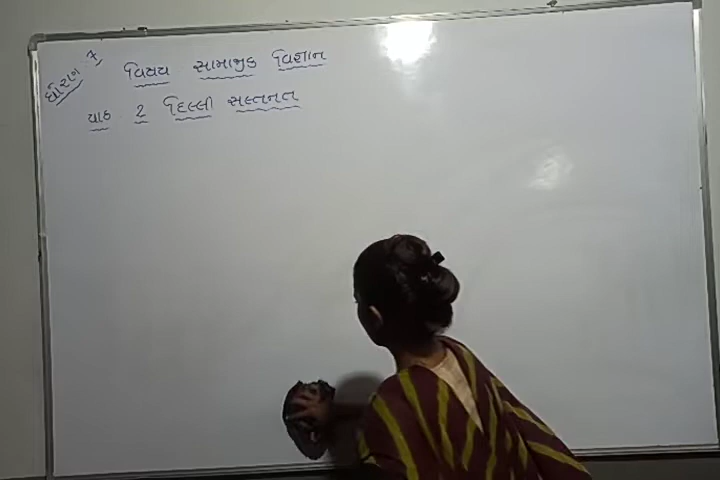 ધોરણ 7
વિષય સામાજીક વિજ્ઞાન
પાઠ 2 દિલ્લી સલ્તનત